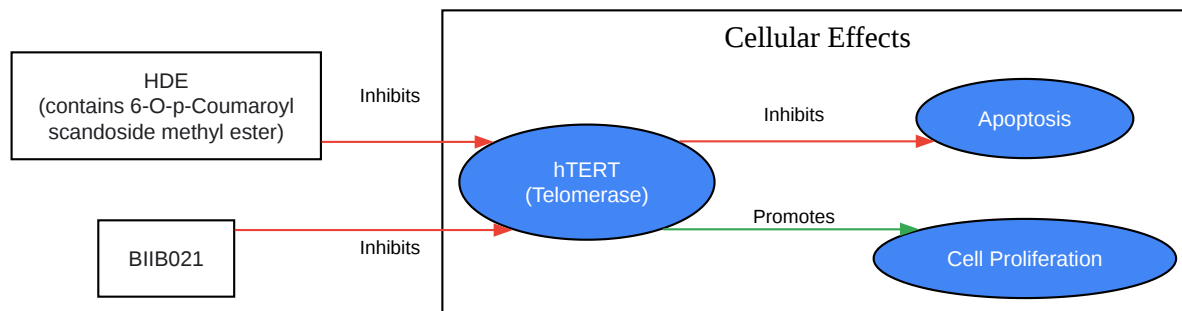 Cellular Effects
HDE
(contains 6-O-p-Coumaroyl
scandoside methyl ester)
Inhibits
Inhibits
Apoptosis
hTERT
(Telomerase)
BIIB021
Inhibits
Promotes
Cell Proliferation